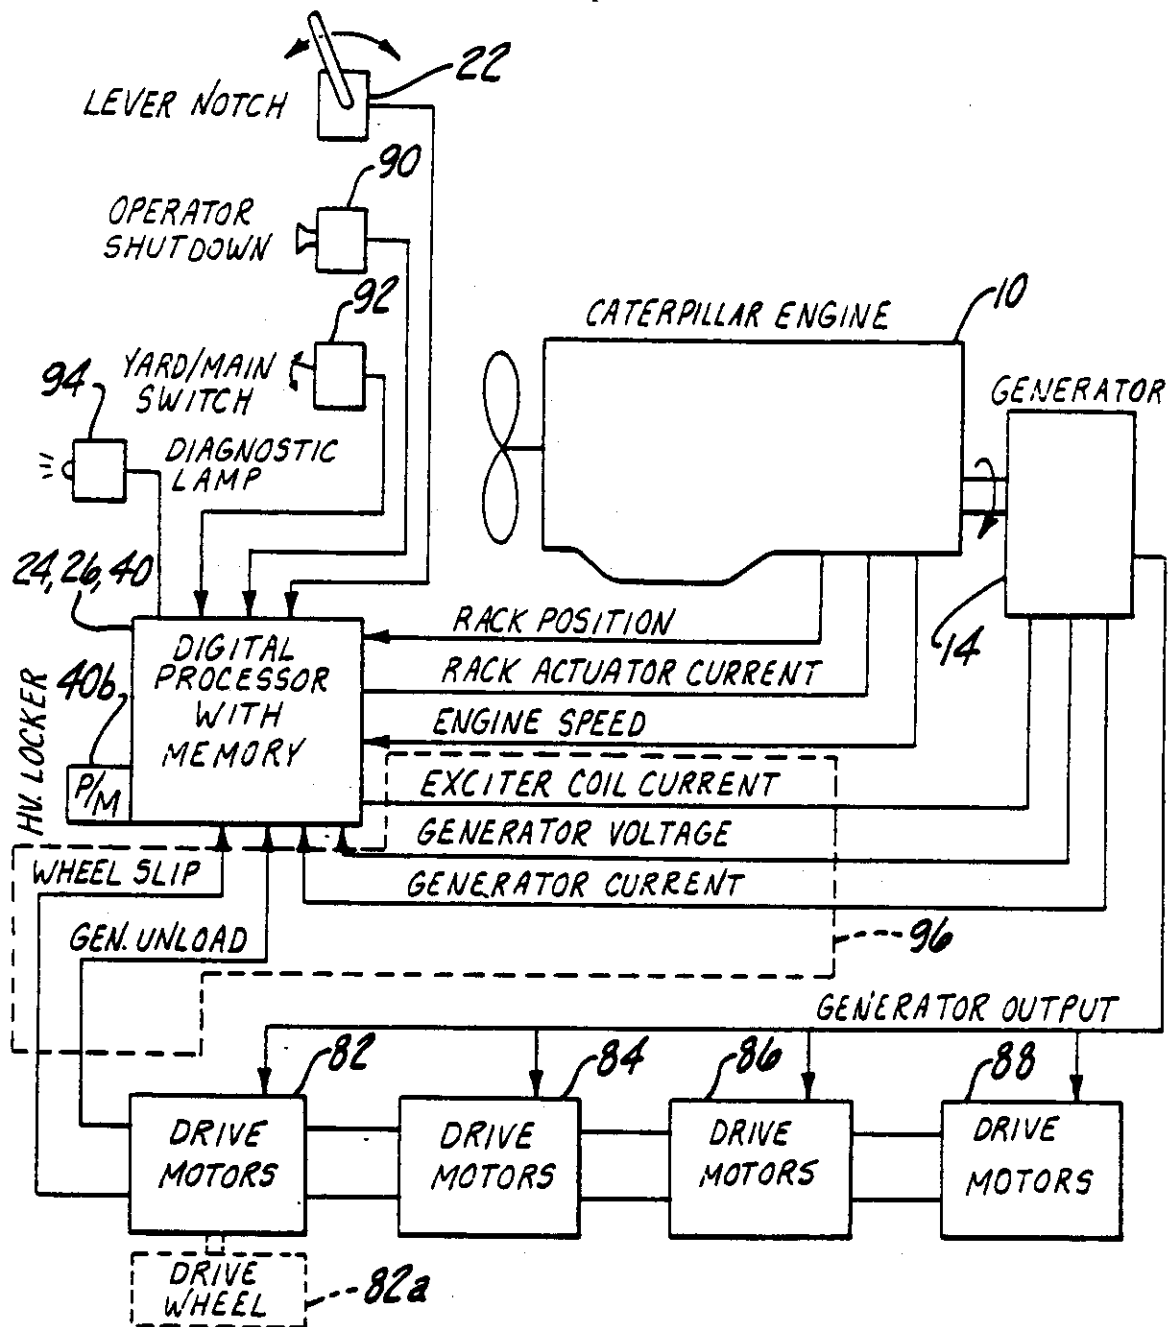 22
LEVER NOTCH
90
OPERATOR
SHUTDOWN
92
10
CATERPILLAR ENGINE
94
YARD/MAIN
SWITCH
GENERATOR
DIAGNOSTIC
LAMP
24, 26, 40
RACK POSITION
14
DIGITAL
PROCESSOR
WITH
MEMORY
RACK ACTUATOR CURRENT
40b
ENGINE SPEED
HV. LOCKER
P/M
EXCITER COIL CURRENT
GENERATOR VOLTAGE
WHEEL SLIP
GENERATOR CURRENT
GEN. UNLOAD
96
GENERATOR OUTPUT
82
84
86
88
DRIVE
MOTORS
DRIVE
MOTORS
DRIVE
MOTORS
DRIVE
MOTORS
DRIVE
WHEEL
82a